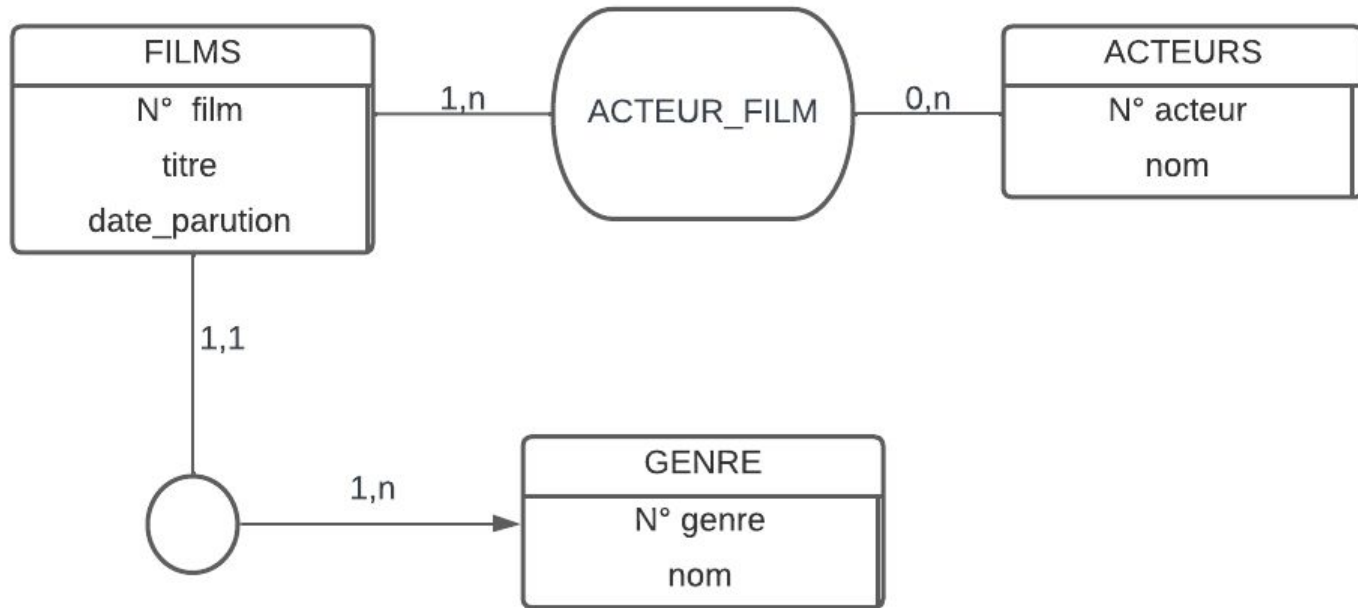 FILMS
N° film
titre
date_parution
1,n
ACTEUR_FILM
0,n
ACTEURS
N° acteur
nom
1,1
1,n
GENRE
N° genre
nom